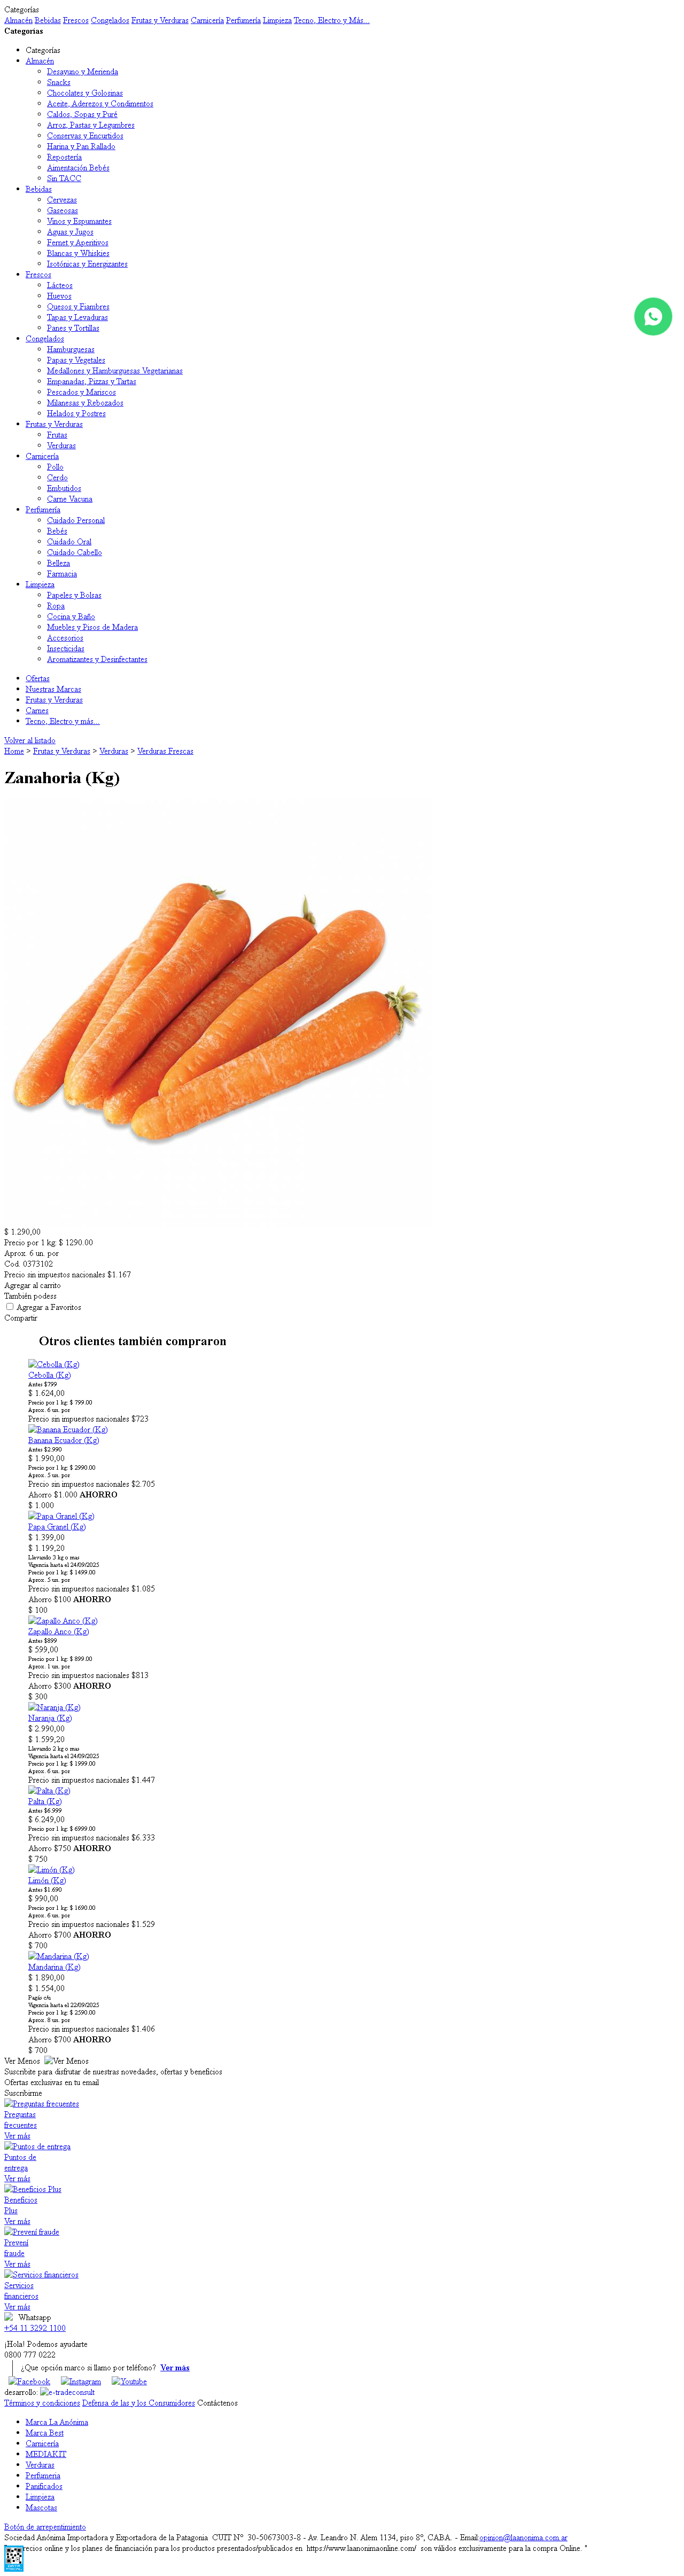 Categorías
Almacén Bebidas Frescos Congelados Frutas y Verduras Carnicería Perfumería Limpieza Tecno, Electro y Más...
Categorías
Categorías
Almacén
Desayuno y Merienda
Snacks
Chocolates y Golosinas
Aceite, Aderezos y Condimentos
Caldos, Sopas y Puré
Arroz, Pastas y Legumbres
Conservas y Encurtidos
Harina y Pan Rallado
Repostería
Aimentación Bebés
Sin TACC
Bebidas
Cervezas
Gaseosas
Vinos y Espumantes
Aguas y Jugos
Fernet y Aperitivos
Blancas y Whiskies
Isotónicas y Energizantes
Frescos
Lácteos
Huevos
Quesos y Fiambres
Tapas y Levaduras
Panes y Tortillas
Congelados
Hamburguesas
Papas y Vegetales
Medallones y Hamburguesas Vegetarianas
Empanadas, Pizzas y Tartas
Pescados y Mariscos
Milanesas y Rebozados
Helados y Postres
Frutas y Verduras
Frutas
Verduras
Carnicería
Pollo
Cerdo
Embutidos
Carne Vacuna
Perfumería
Cuidado Personal
Bebés
Cuidado Oral
Cuidado Cabello
Belleza
Farmacia
Limpieza
Papeles y Bolsas
Ropa
Cocina y Baño
Muebles y Pisos de Madera
Accesorios
Insecticidas
Aromatizantes y Desinfectantes
Ofertas
Nuestras Marcas
Frutas y Verduras
Carnes
Tecno, Electro y más...
Volver al listado
Home > Frutas y Verduras > Verduras > Verduras Frescas
Zanahoria (Kg)
$ 1.290,00
Precio por 1 kg: $ 1290.00
Aprox. 6 un. por
Cod. 0373102
Precio sin impuestos nacionales $1.167
Agregar al carrito
También podess
Agregar a Favoritos
Compartir
Otros clientes también compraron
Cebolla (Kg)
Cebolla (Kg)
Antes $799
$ 1.624,00
Precio por 1 kg: $ 799.00
Aprox. 6 un. por
Precio sin impuestos nacionales $723
Banana Ecuador (Kg)
Banana Ecuador (Kg)
Antes $2.990
$ 1.990,00
Precio por 1 kg: $ 2990.00
Aprox. 5 un. por
Precio sin impuestos nacionales $2.705
Ahorro $1.000 AHORRO
$ 1.000
Papa Granel (Kg)
Papa Granel (Kg)
$ 1.399,00
$ 1.199,20
Llevando 3 kg o mas
Vigencia hasta el 24/09/2025
Precio por 1 kg: $ 1499.00
Aprox. 5 un. por
Precio sin impuestos nacionales $1.085
Ahorro $100 AHORRO
$ 100
Zapallo Anco (Kg)
Zapallo Anco (Kg)
Antes $899
$ 599,00
Precio por 1 kg: $ 899.00
Aprox. 1 un. por
Precio sin impuestos nacionales $813
Ahorro $300 AHORRO
$ 300
Naranja (Kg)
Naranja (Kg)
$ 2.990,00
$ 1.599,20
Llevando 2 kg o mas
Vigencia hasta el 24/09/2025
Precio por 1 kg: $ 1999.00
Aprox. 6 un. por
Precio sin impuestos nacionales $1.447
Palta (Kg)
Palta (Kg)
Antes $6.999
$ 6.249,00
Precio por 1 kg: $ 6999.00
Precio sin impuestos nacionales $6.333
Ahorro $750 AHORRO
$ 750
Limón (Kg)
Limón (Kg)
Antes $1.690
$ 990,00
Precio por 1 kg: $ 1690.00
Aprox. 6 un. por
Precio sin impuestos nacionales $1.529
Ahorro $700 AHORRO
$ 700
Mandarina (Kg)
Mandarina (Kg)
$ 1.890,00
$ 1.554,00
Pagás c/u
Vigencia hasta el 22/09/2025
Precio por 1 kg: $ 2590.00
Aprox. 8 un. por
Precio sin impuestos nacionales $1.406
Ahorro $700 AHORRO
$ 700
Ver Menos Ver Menos
Suscribite para disfrutar de nuestras novedades, ofertas y beneficios
Ofertas exclusivas en tu email
Suscribirme
Preguntas frecuentes
Preguntas
frecuentes
Ver más
Puntos de entrega
Puntos de
entrega
Ver más
Beneficios Plus
Beneficios
Plus
Ver más
Prevení fraude
Prevení
fraude
Ver más
Servicios financieros
Servicios
financieros
Ver más
Whatsapp
+54 11 3292 1100
¡Hola! Podemos ayudarte
0800 777 0222
¿Que opción marco si llamo por teléfono? Ver más
Facebook Instagram Youtube
desarrollo: e-tradeconsult
Términos y condiciones Defensa de las y los Consumidores Contáctenos
Marca La Anónima
Marca Best
Carnicería
MEDIAKIT
Verduras
Perfumeria
Panificados
Limpieza
Mascotas
Botón de arrepentimiento
Sociedad Anónima Importadora y Exportadora de la Patagonia CUIT N° 30-50673003-8 - Av. Leandro N. Alem 1134, piso 8°, CABA. - Email:opinion@laanonima.com.ar
precios online y los planes de financiación para los productos presentados/publicados en https://www.laanonimaonline.com/ son válidos exclusivamente para la compra Online. "